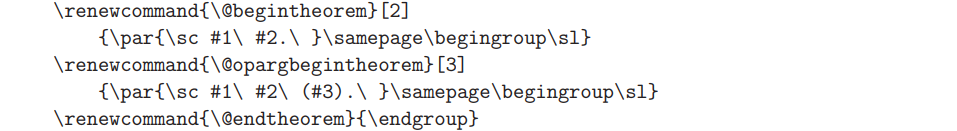 \renewcommand{\@begintheorem}[2]
{\par{\sc #1\ #2.\ }\samepage\begingroup\sl}
\renewcommand{\@opargbegintheorem}[3]
{\par{\sc #1\ #2\ (#3).\ }\samepage\begingroup\sl}
\renewcommand{\@endtheorem}{\endgroup}